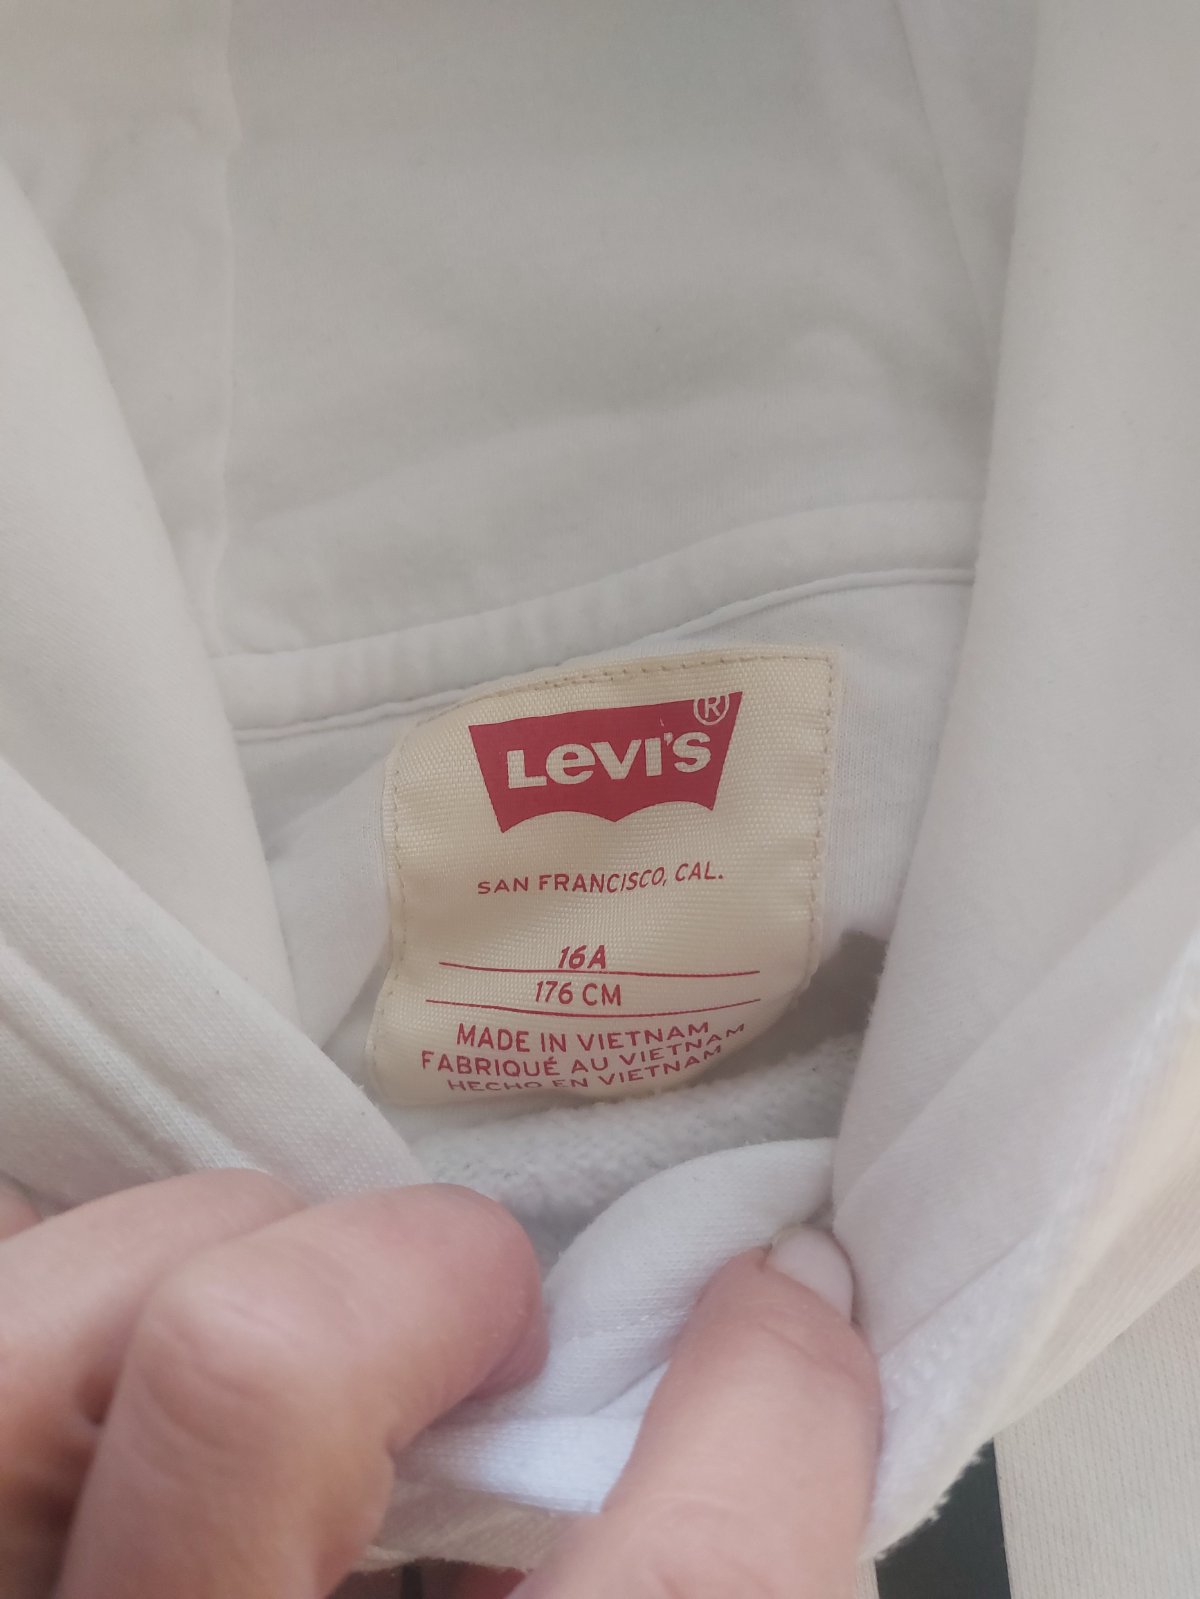 Levi's®
SAN FRANCISCO, CAL.
16A
176 CM
MADE IN VIETNAM
FABRIQUÉ AU VIETNAM
HECHO EN VIETNAM